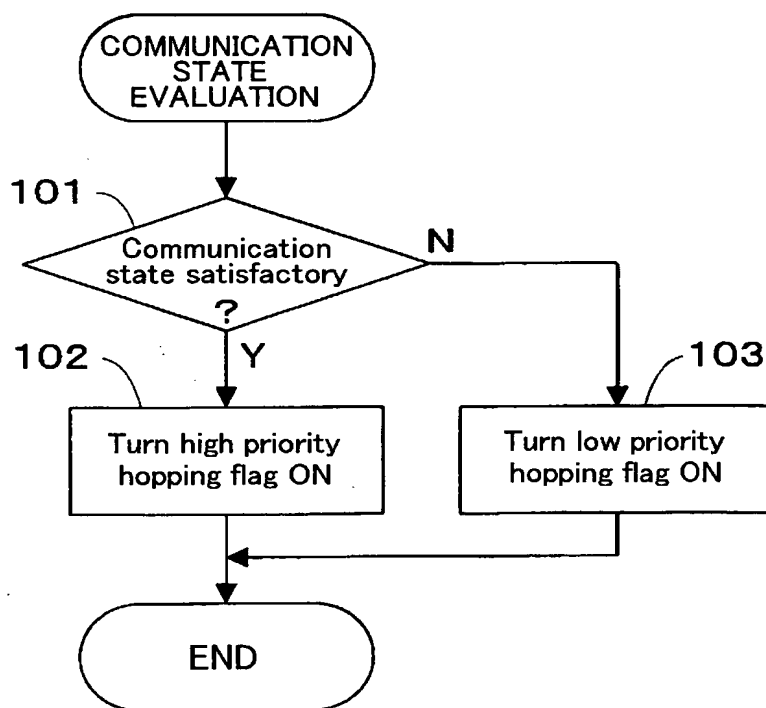 COMMUNICATION
STATE
EVALUATION
101
Communication
state satisfactory
?
N
Y
102
103
Turn high priority
hopping flag ON
Turn low priority
hopping flag ON
END